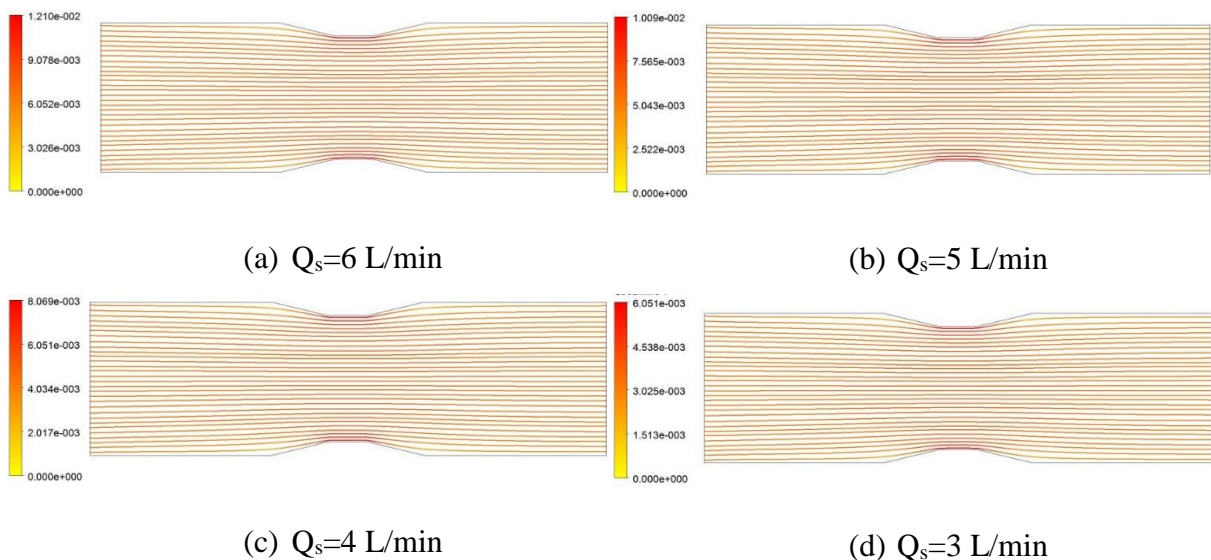 1.210e-002
9.078e-003
6.052e-003
3.026e-003
0.000e+000
(a) Qs=6 L/min
1.009e-002
7.565e-003
5.043e-003
2.522e-003
0.000e+000
(b) Qs=5 L/min
8.069e-003
6.051e-003
4.034e-003
2.017e-003
0.000e+000
(c) Qs=4 L/min
6.051e-003
4.538e-003
3.025e-003
1.513e-003
0.000e+000
(d) Qs=3 L/min